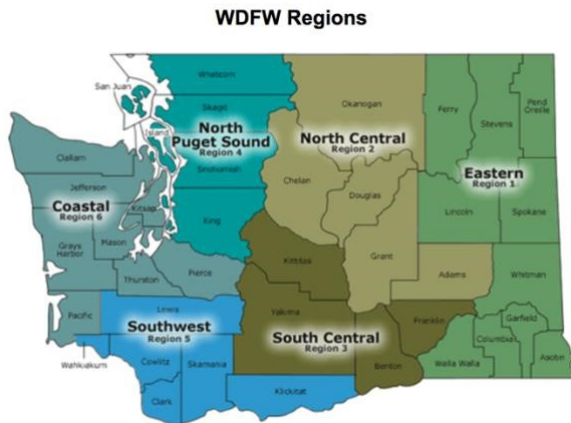 WDFW Regions
San Juan
Whatcom
Skagit
Island
North
Puget Sound
Region 4
Snohomish
King
Okanogan
North Central
Region 2
Chelan
Douglas
Grant
Adams
Ferry
Stevens
Pend
Oreille
Eastern
Region 1
Lincoln
Spokane
Whitman
Garfield
Columbia
Walla Walla
Asotin
Clallam
Jefferson
Kitsap
Coastal
Region 6
Grays
Harbor
Mason
Thurston
Pierce
Pacific
Kittitas
Yakima
South Central
Region 3
Franklin
Benton
Lewis
Southwest
Region 5
Wahkiakum
Cowlitz
Skamania
Clark
Klickitat